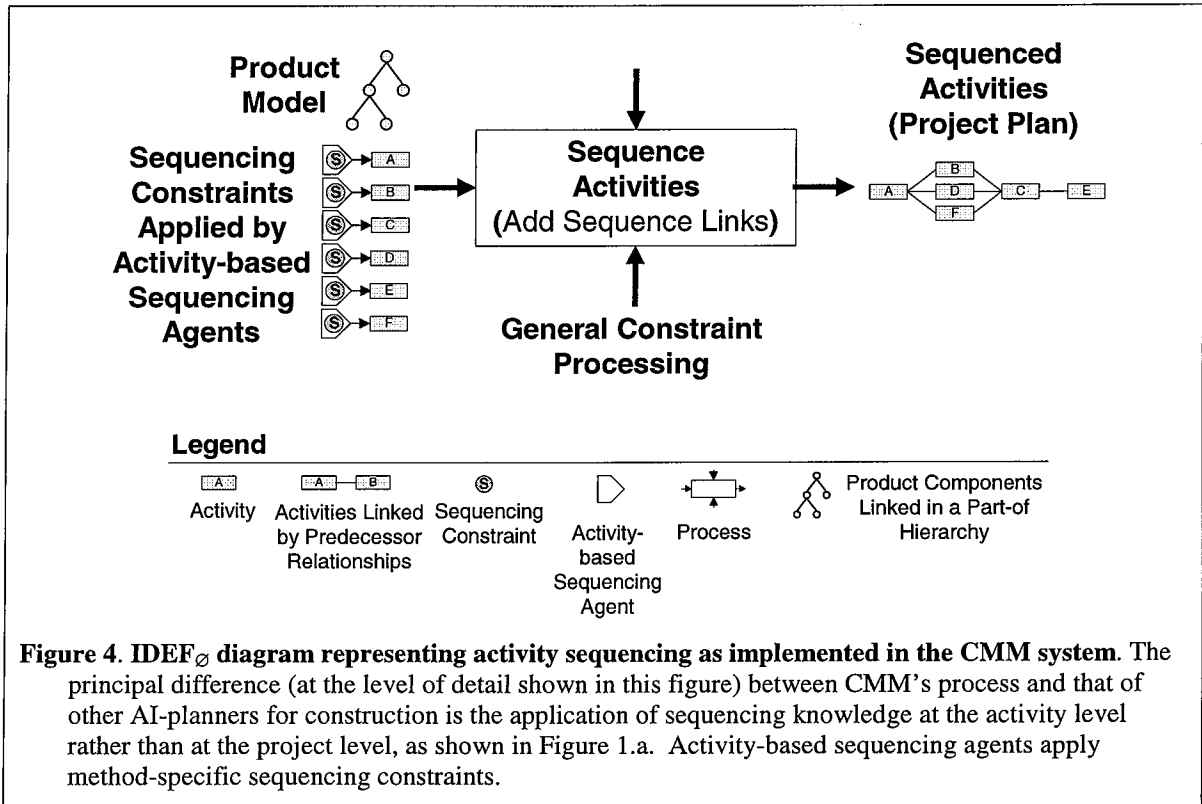 Product
Model
Sequencing
Constraints
Applied by
Activity-based
Sequencing
Agents
S A
S B
S C
S D
S E
S F
Sequence
Activities
(Add Sequence Links)
General Constraint
Processing
Sequenced
Activities
(Project Plan)
B
A D C E
F
Legend
A
Activity
A B
Activities Linked
by Predecessor
Relationships
S
Sequencing
Constraint
Activity-
based
Sequencing
Agent
Process
Product Components
Linked in a Part-of
Hierarchy
Figure 4. IDEF∅ diagram representing activity sequencing as implemented in the CMM system. The
principal difference (at the level of detail shown in this figure) between CMM's process and that of
other AI-planners for construction is the application of sequencing knowledge at the activity level
rather than at the project level, as shown in Figure 1.a. Activity-based sequencing agents apply
method-specific sequencing constraints.